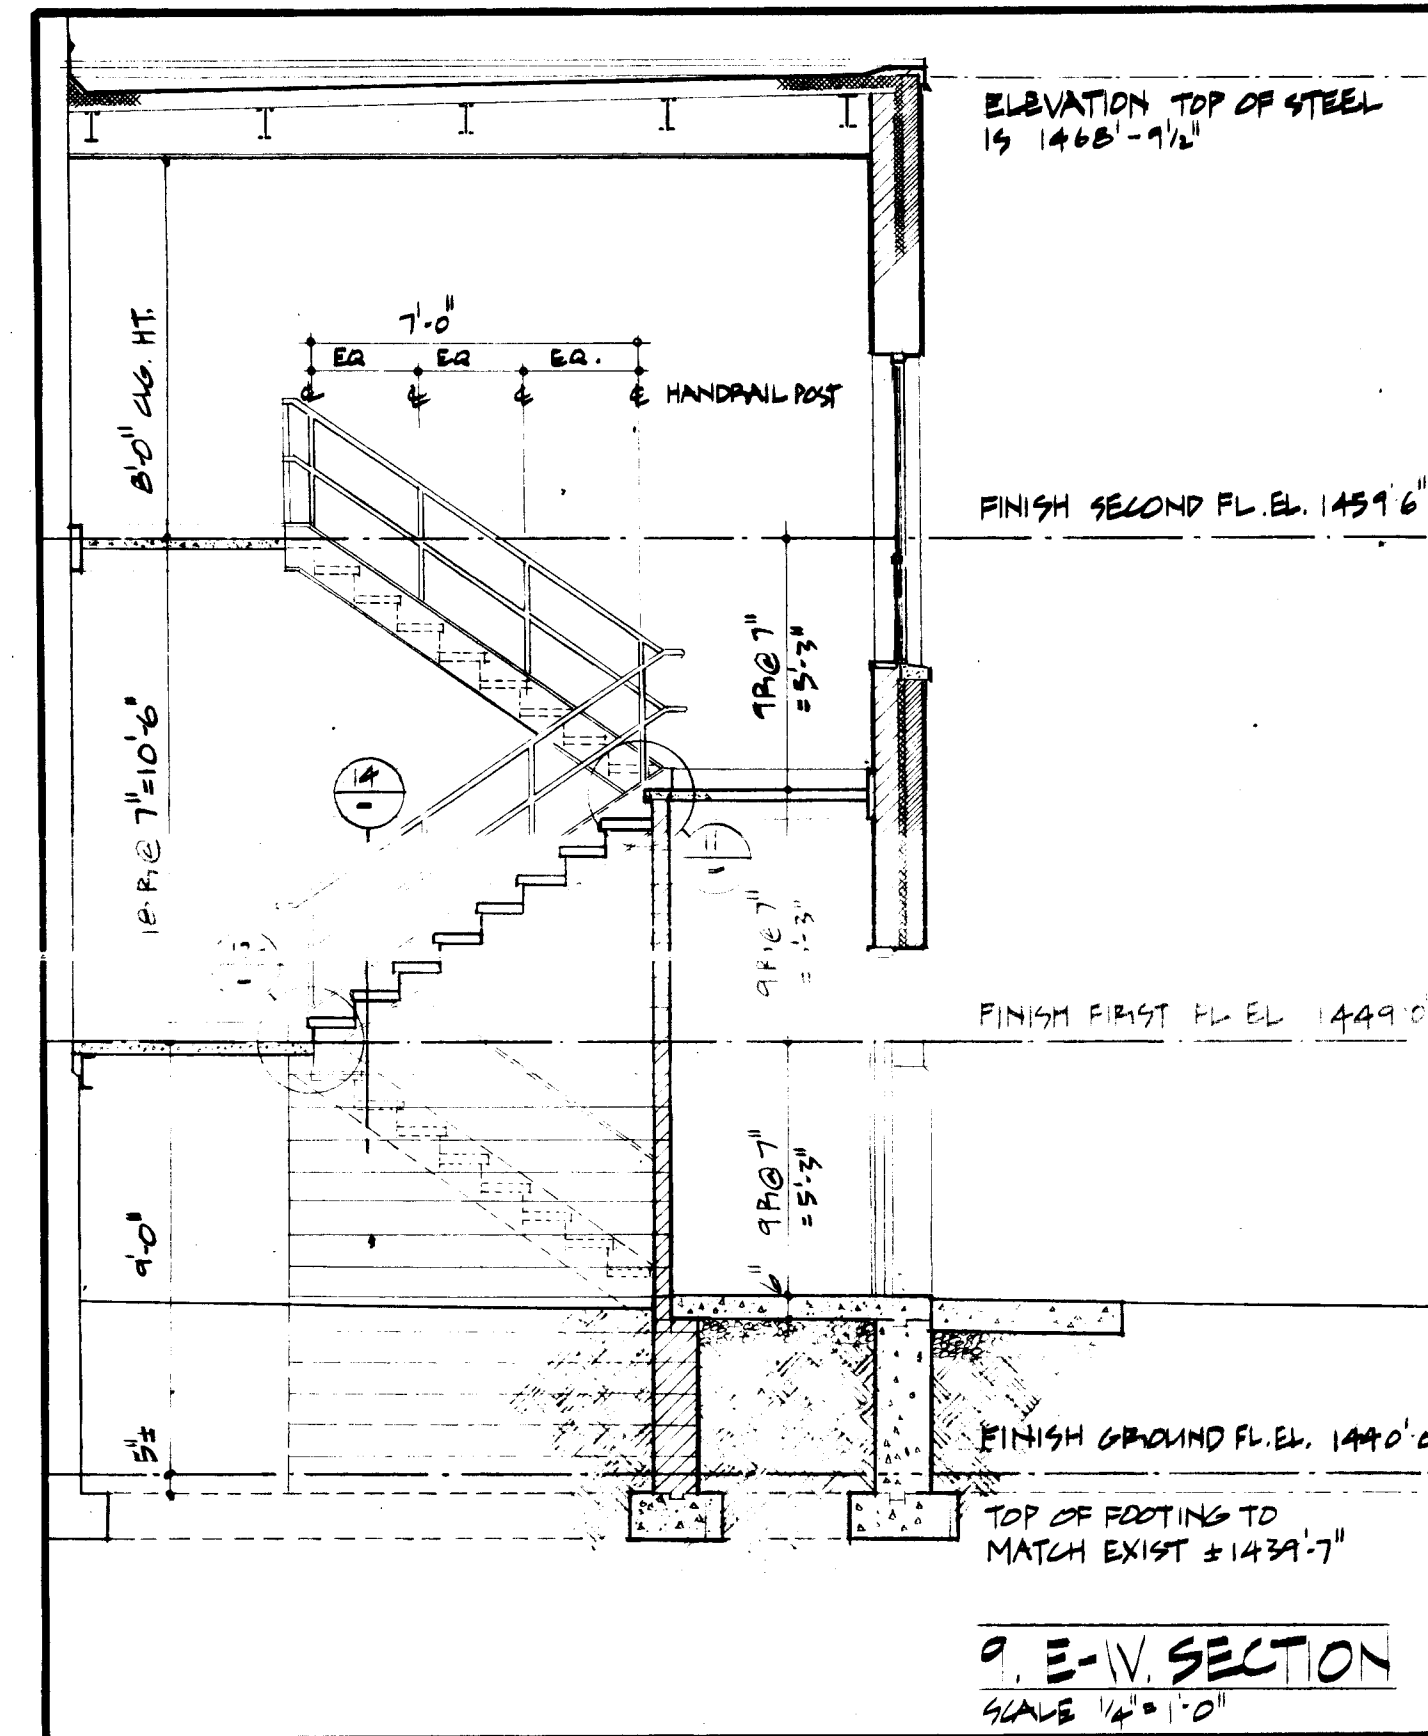 ELEVATION TOP OF STEEL
IS 1468'-9½"
7'-0"
EQ EQ EQ.
℄ ℄ ℄ ℄ HANDRAIL POST
8'-0" CLG. HT.
FINISH SECOND FL. EL. 1459'6"
9R@7"
=5'-3"
18 R@ 7"=10'-6"
14
9R@7"
FINISH FIRST FL EL 1449'0"
9R@7"
=5'-3"
9'-0"
6"
5"±
FINISH GROUND FL. EL. 1440'
TOP OF FOOTING TO
MATCH EXIST ±1439'-7"
9. E-W. SECTION
SCALE ¼"=1'-0"